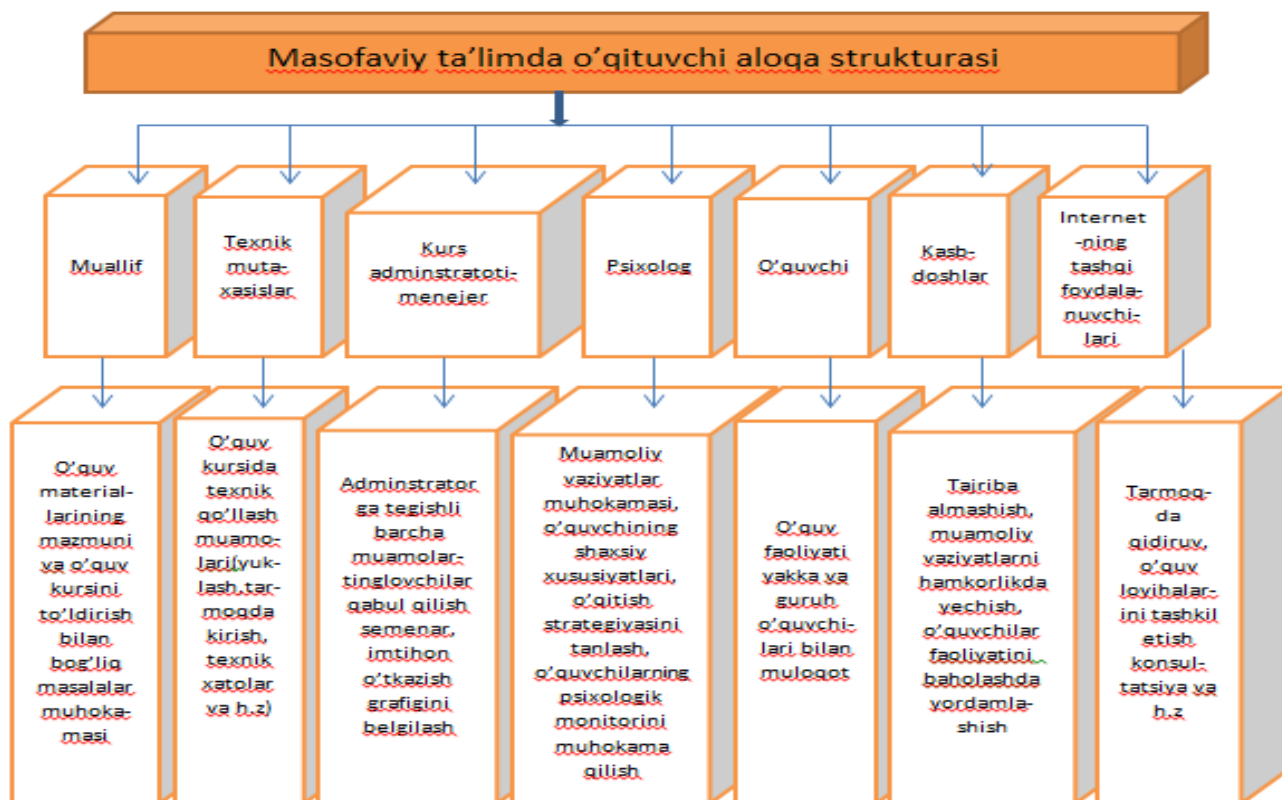 Masofaviy ta'limda o'qituvchi aloqa strukturasi
Muallif
Texnik
muta-
xasislar
Kurs
adminstratoti-
menejer
Psixolog
O'quvchi
Kasb-
doshlar
Internet
-ning
tashqi
foydala-
nuvchi-
lari
O'quv
material-
larining
mazmuni
va o'quv
kursini
to'ldirish
bilan
bog'liq
masalalar
muhoka-
masi
O'quv
kursida
texnik
qo'llash
muamo-
lari(yuk-
lash,tar-
moqda
kirish,
texnik
xatolar
va h.z)
Adminstrator
ga tegishli
barcha
muamolar-
tinglovchilar
qabul qilish
semenar,
imtihon
o'tkazish
grafigini
belgilash
Muamoliy
vaziyatlar
muhokamasi,
o'quvchining
shaxsiy
xususiyatlari,
o'qitish
strategiyasini
tanlash,
o'quvchilarning
psixologik
monitorini
muhokama
qilish
O'quv
faoliyati
yakka va
guruh
o'quvchi-
lari bilan
muloqot
Tajriba
almashish,
muamoliy
vaziyatlarni
hamkorlikda
yechish,
o'quvchilar
faoliyatini
baholashda
yordamla-
shish
Tarmoq-
da
qidiruv,
o'quv
loyihalar-
ini tashkil
etish
konsul-
tatsiya va
h.z